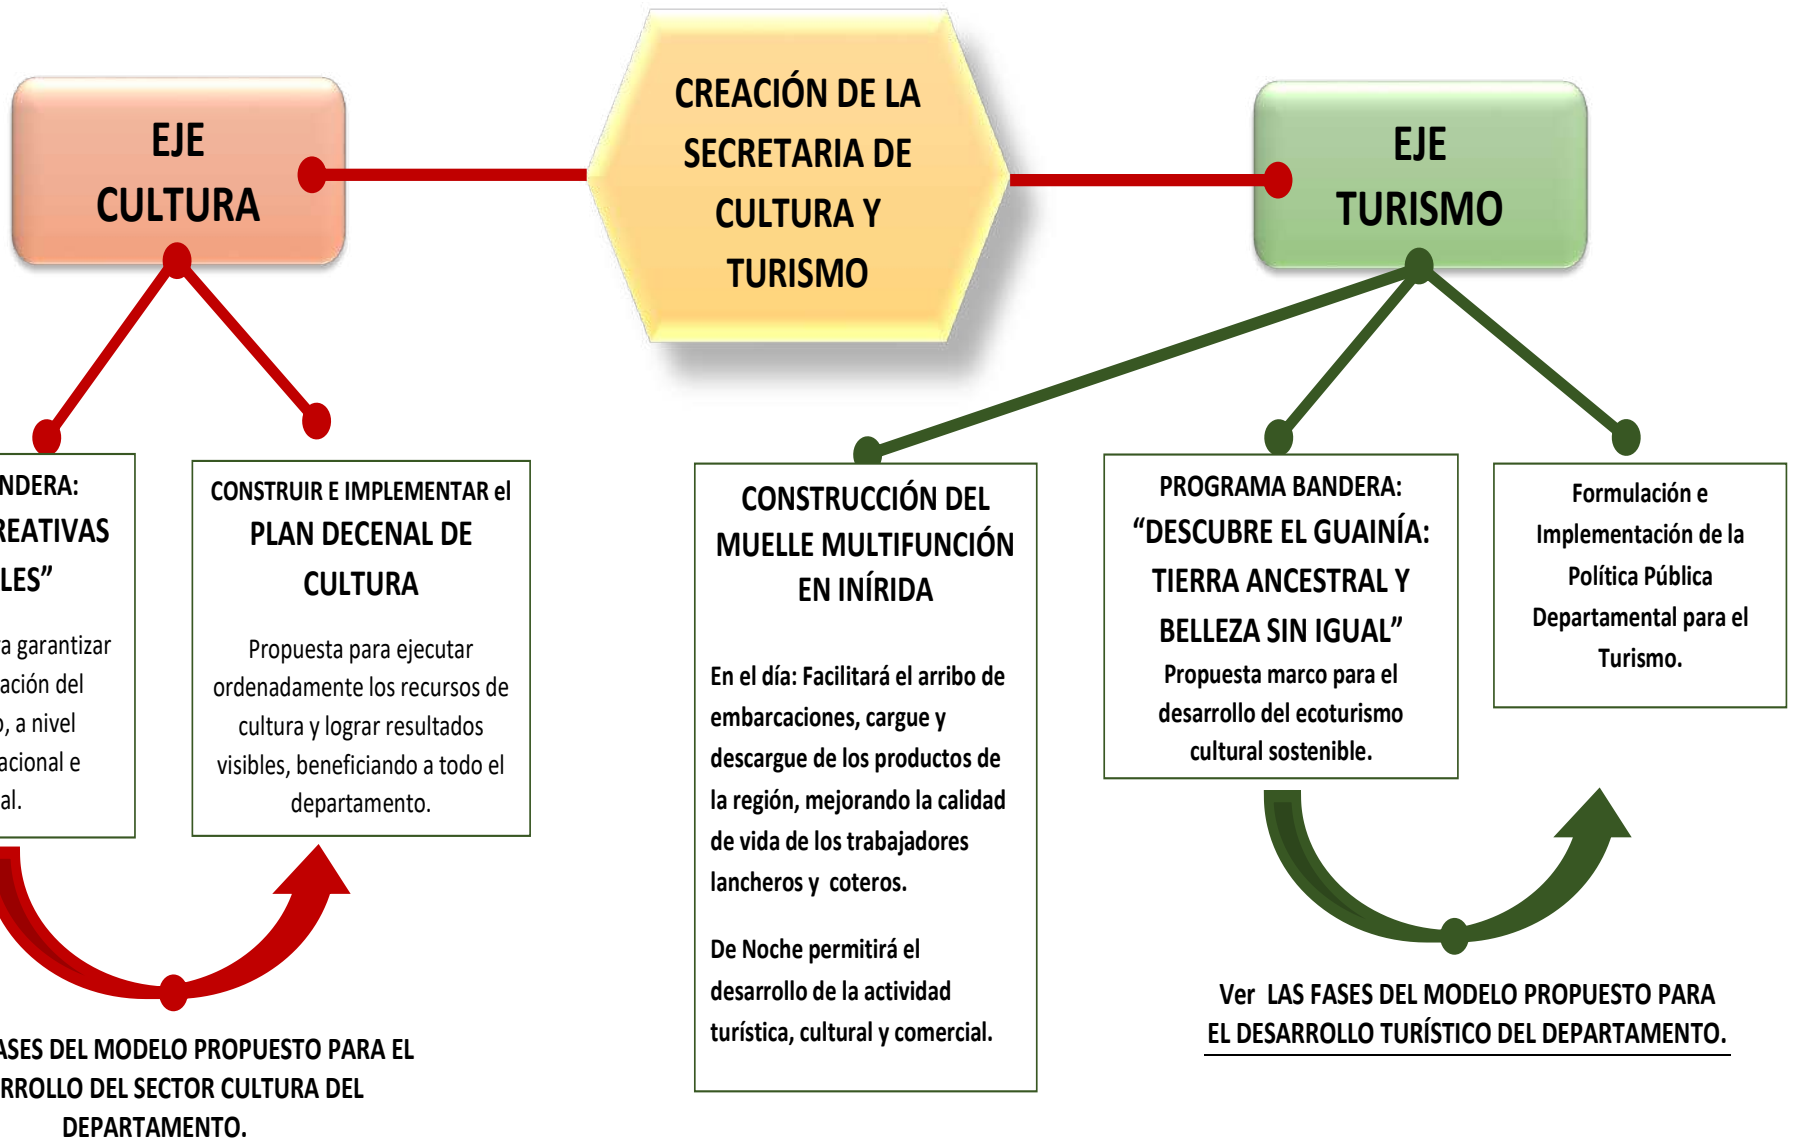 CREACIÓN DE LA
SECRETARIA DE
CULTURA Y
TURISMO
EJE
CULTURA
EJE
TURISMO
NDERA:
REATIVAS
LES”
a garantizar
ación del
, a nivel
acional e
al.
CONSTRUIR E IMPLEMENTAR el
PLAN DECENAL DE
CULTURA
Propuesta para ejecutar
ordenadamente los recursos de
cultura y lograr resultados
visibles, beneficiando a todo el
departamento.
ASES DEL MODELO PROPUESTO PARA EL
RROLLO DEL SECTOR CULTURA DEL
DEPARTAMENTO.
CONSTRUCCIÓN DEL
MUELLE MULTIFUNCIÓN
EN INÍRIDA
En el día: Facilitará el arribo de
embarcaciones, cargue y
descargue de los productos de
la región, mejorando la calidad
de vida de los trabajadores
lancheros y  coteros.
De Noche permitirá el
desarrollo de la actividad
turística, cultural y comercial.
PROGRAMA BANDERA:
“DESCUBRE EL GUAINÍA:
TIERRA ANCESTRAL Y
BELLEZA SIN IGUAL”
Propuesta marco para el
desarrollo del ecoturismo
cultural sostenible.
Formulación e
Implementación de la
Política Pública
Departamental para el
Turismo.
Ver  LAS FASES DEL MODELO PROPUESTO PARA
EL DESARROLLO TURÍSTICO DEL DEPARTAMENTO.